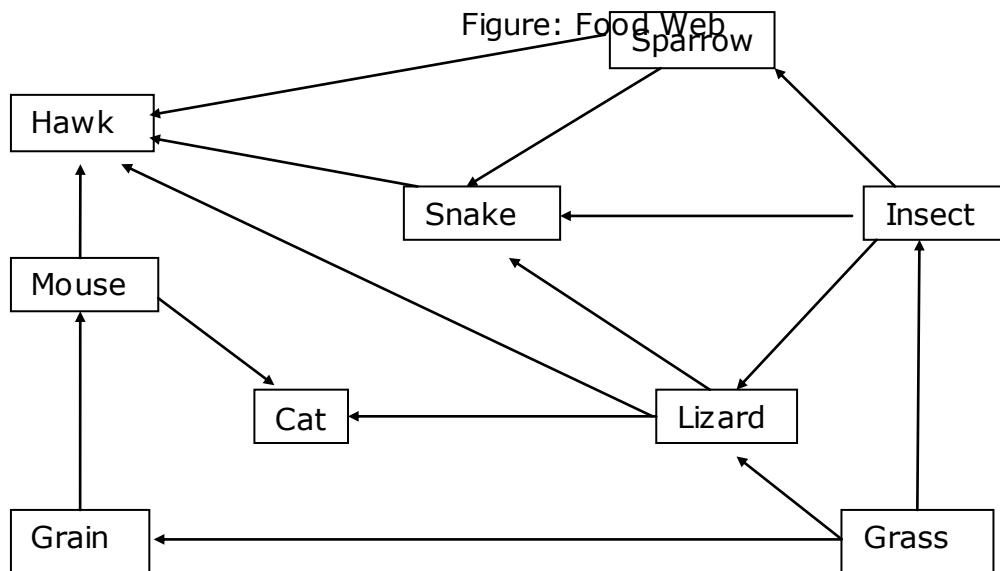 Figure: Food Web
Sparrow
Hawk
Snake
Insect
Mouse
Cat
Lizard
Grain
Grass